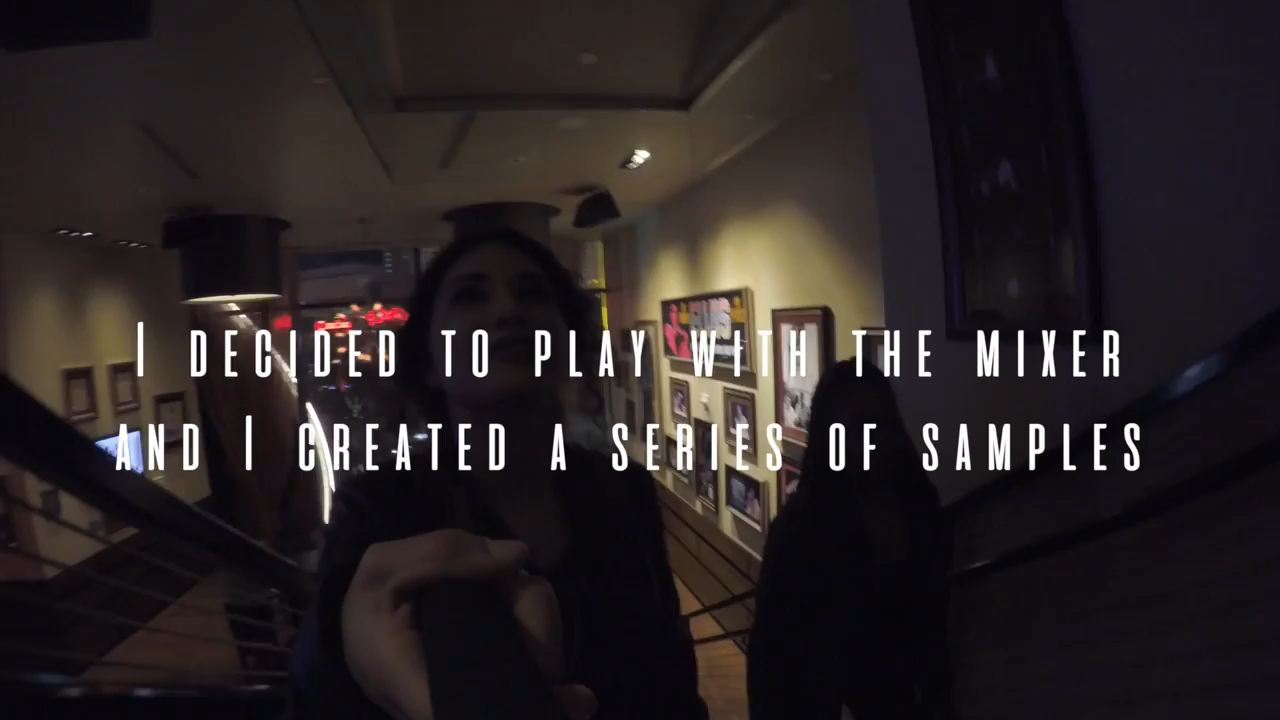 I DECIDED TO PLAY WITH THE MIXER
AND I CREATED A SERIES OF SAMPLES